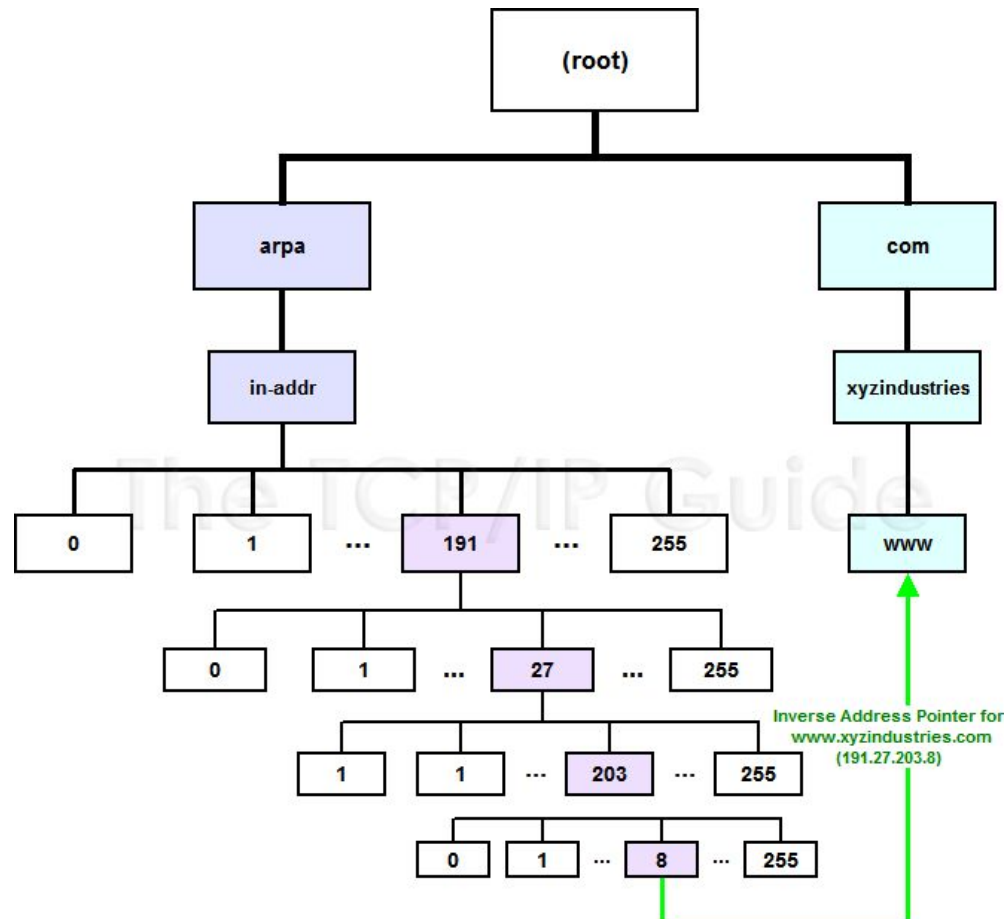 (root)
arpa
com
in-addr
xyzindustries
The TCP/IP Guide
0 1 ... 191 ... 255
www
0 1 ... 27 ... 255
Inverse Address Pointer for
www.xyzindustries.com
(191.27.203.8)
1 1 ... 203 ... 255
0 1 ... 8 ... 255